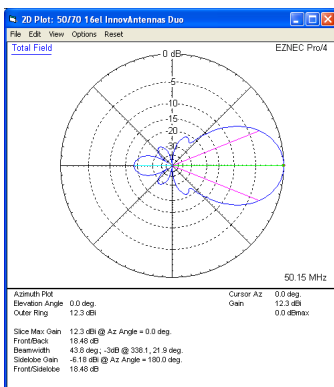 2D Plot: 50/70 16el InnovAntennas Duo
File Edit View Options Reset
Total Field
EZNEC Pro/4
0 dB
-5
-10
-15
-20
-30
50.15 MHz
Azimuth Plot
Elevation Angle 0.0 deg.
Outer Ring 12.3 dBi
Cursor Az 0.0 deg.
Gain 12.3 dBi
0.0 dBmax
Slice Max Gain 12.3 dBi @ Az Angle = 0.0 deg.
Front/Back 18.48 dB
Beamwidth 43.8 deg.; -3dB @ 338.1, 21.9 deg.
Sidelobe Gain -6.18 dBi @ Az Angle = 180.0 deg.
Front/Sidelobe 18.48 dB